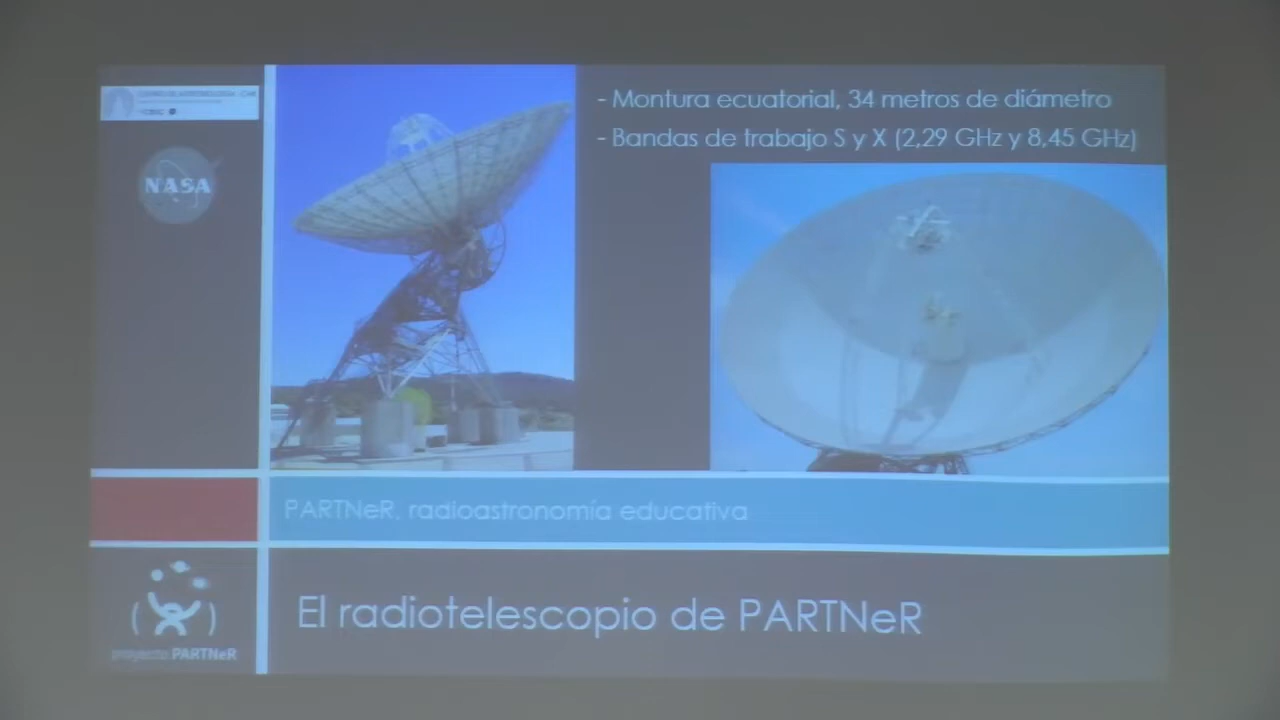 - Montura ecuatorial, 34 metros de diámetro
- Bandas de trabajo S y X (2,29 GHz y 8,45 GHz)
NASA
PARTNeR, radioastronomía educativa
El radiotelescopio de PARTNeR
proyecto PARTNeR